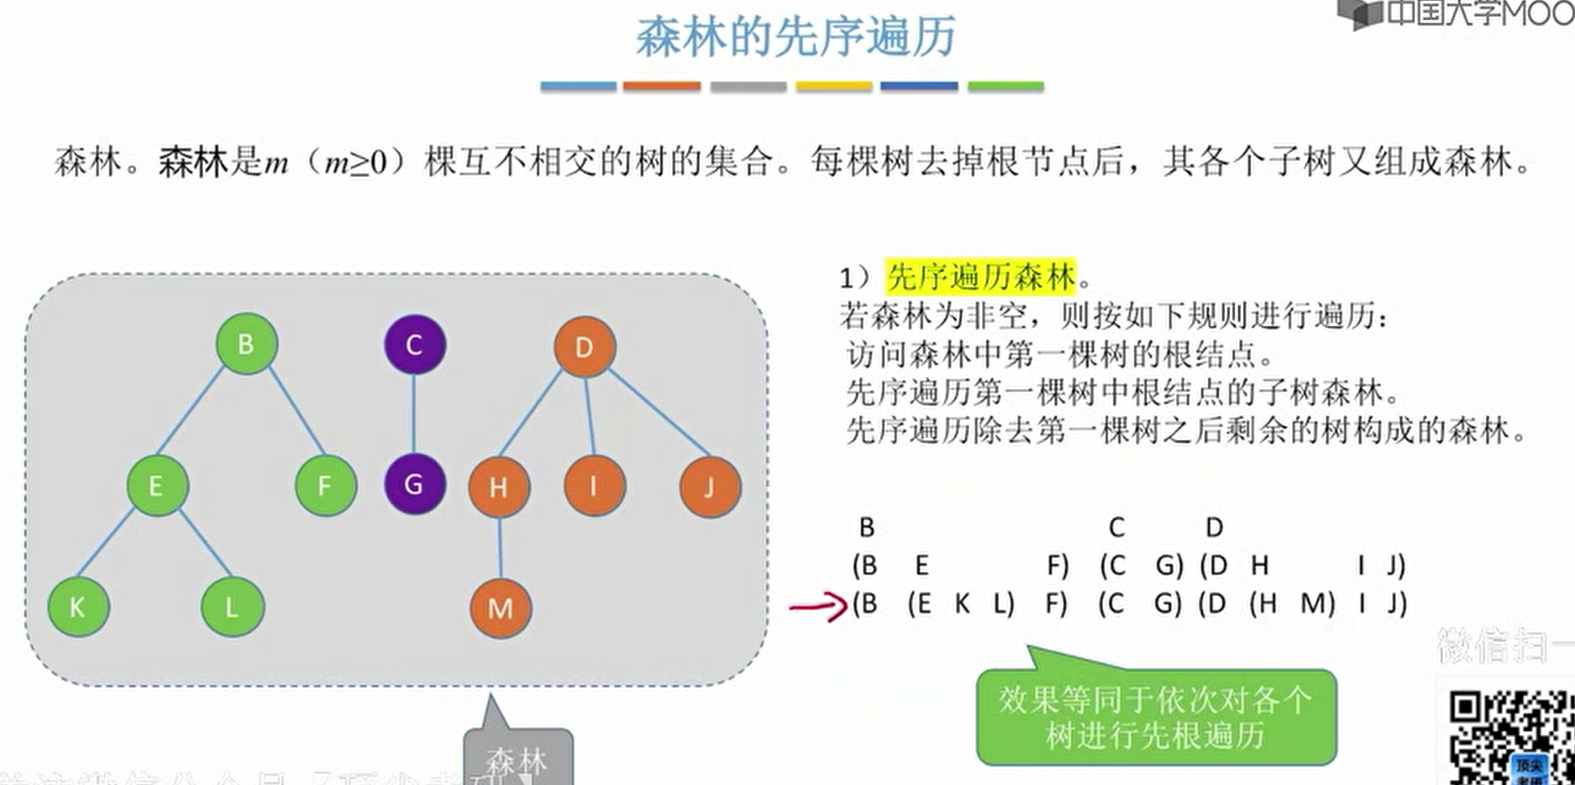 中国大学MOO
森林的先序遍历
森林。森林是m（m≥0）棵互不相交的树的集合。每棵树去掉根节点后，其各个子树又组成森林。
1）先序遍历森林。
若森林为非空，则按如下规则进行遍历：
访问森林中第一棵树的根结点。
先序遍历第一棵树中根结点的子树森林。
先序遍历除去第一棵树之后剩余的树构成的森林。
B C D
E F G H I J
K L M
B C D
(B E F) (C G) (D H I J)
(B (E K L) F) (C G) (D (H M) I J)
效果等同于依次对各个
树进行先根遍历
森林
微信扫一
顶尖
考研